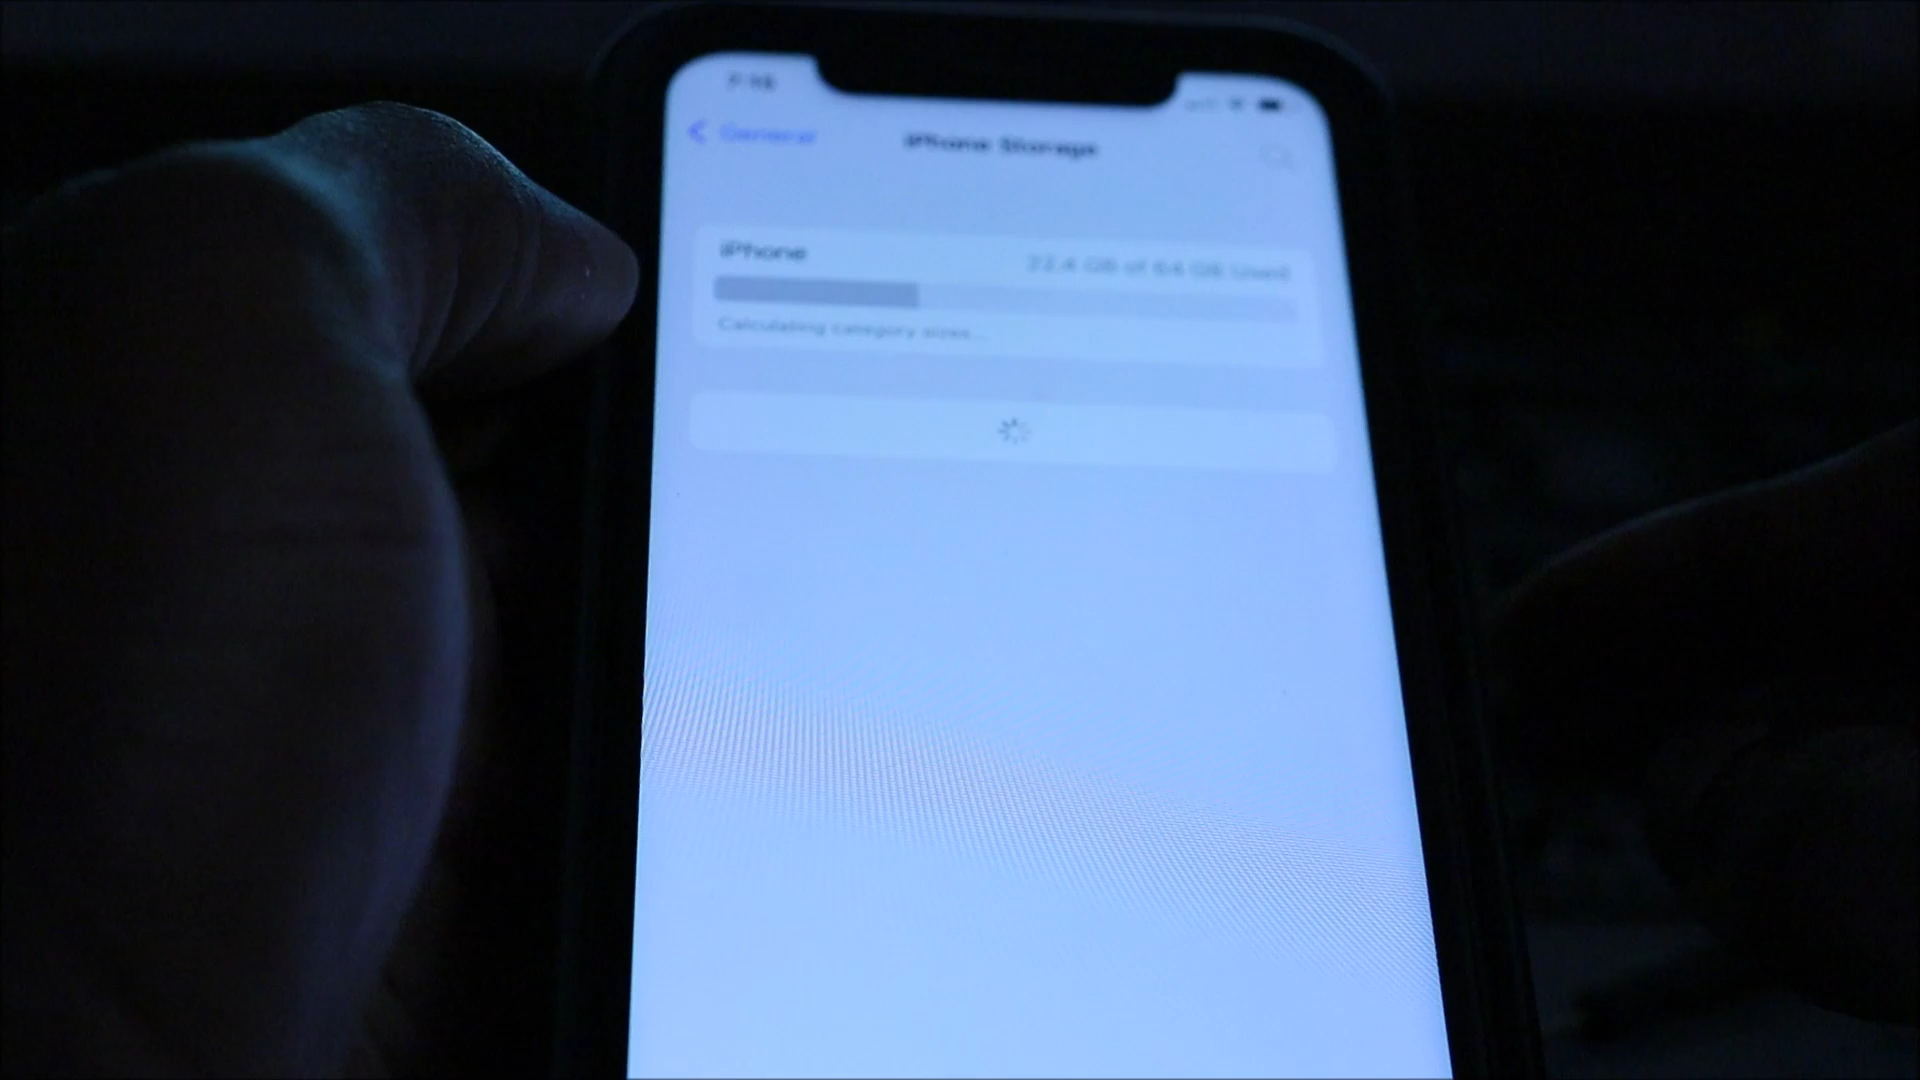 General
iPhone Storage
iPhone
22.4 GB of 64 GB Used
Calculating category sizes...